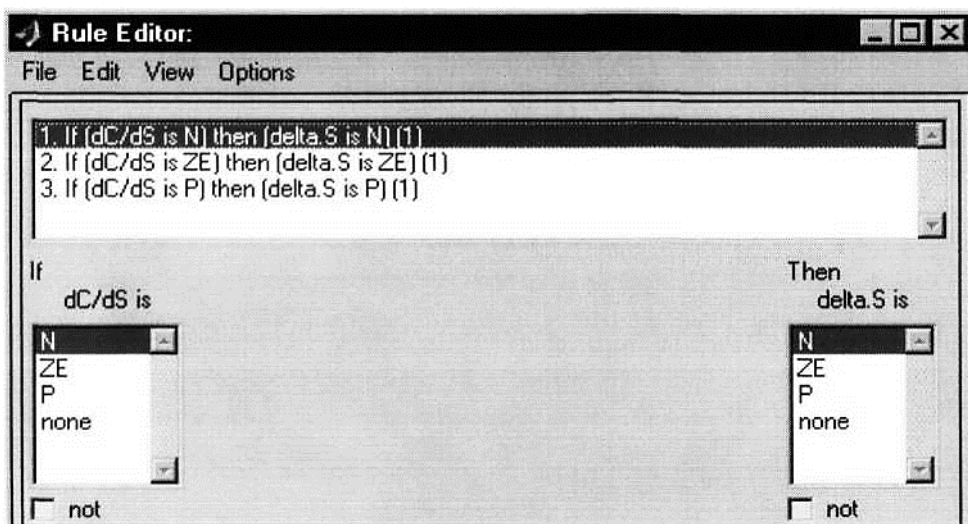 Rule Editor:
File Edit View Options
1. If (dC/dS is N) then (delta.S is N) (1)
2. If (dC/dS is ZE) then (delta.S is ZE) (1)
3. If (dC/dS is P) then (delta.S is P) (1)
If
dC/dS is
N
ZE
P
none
not
Then
delta.S is
N
ZE
P
none
not